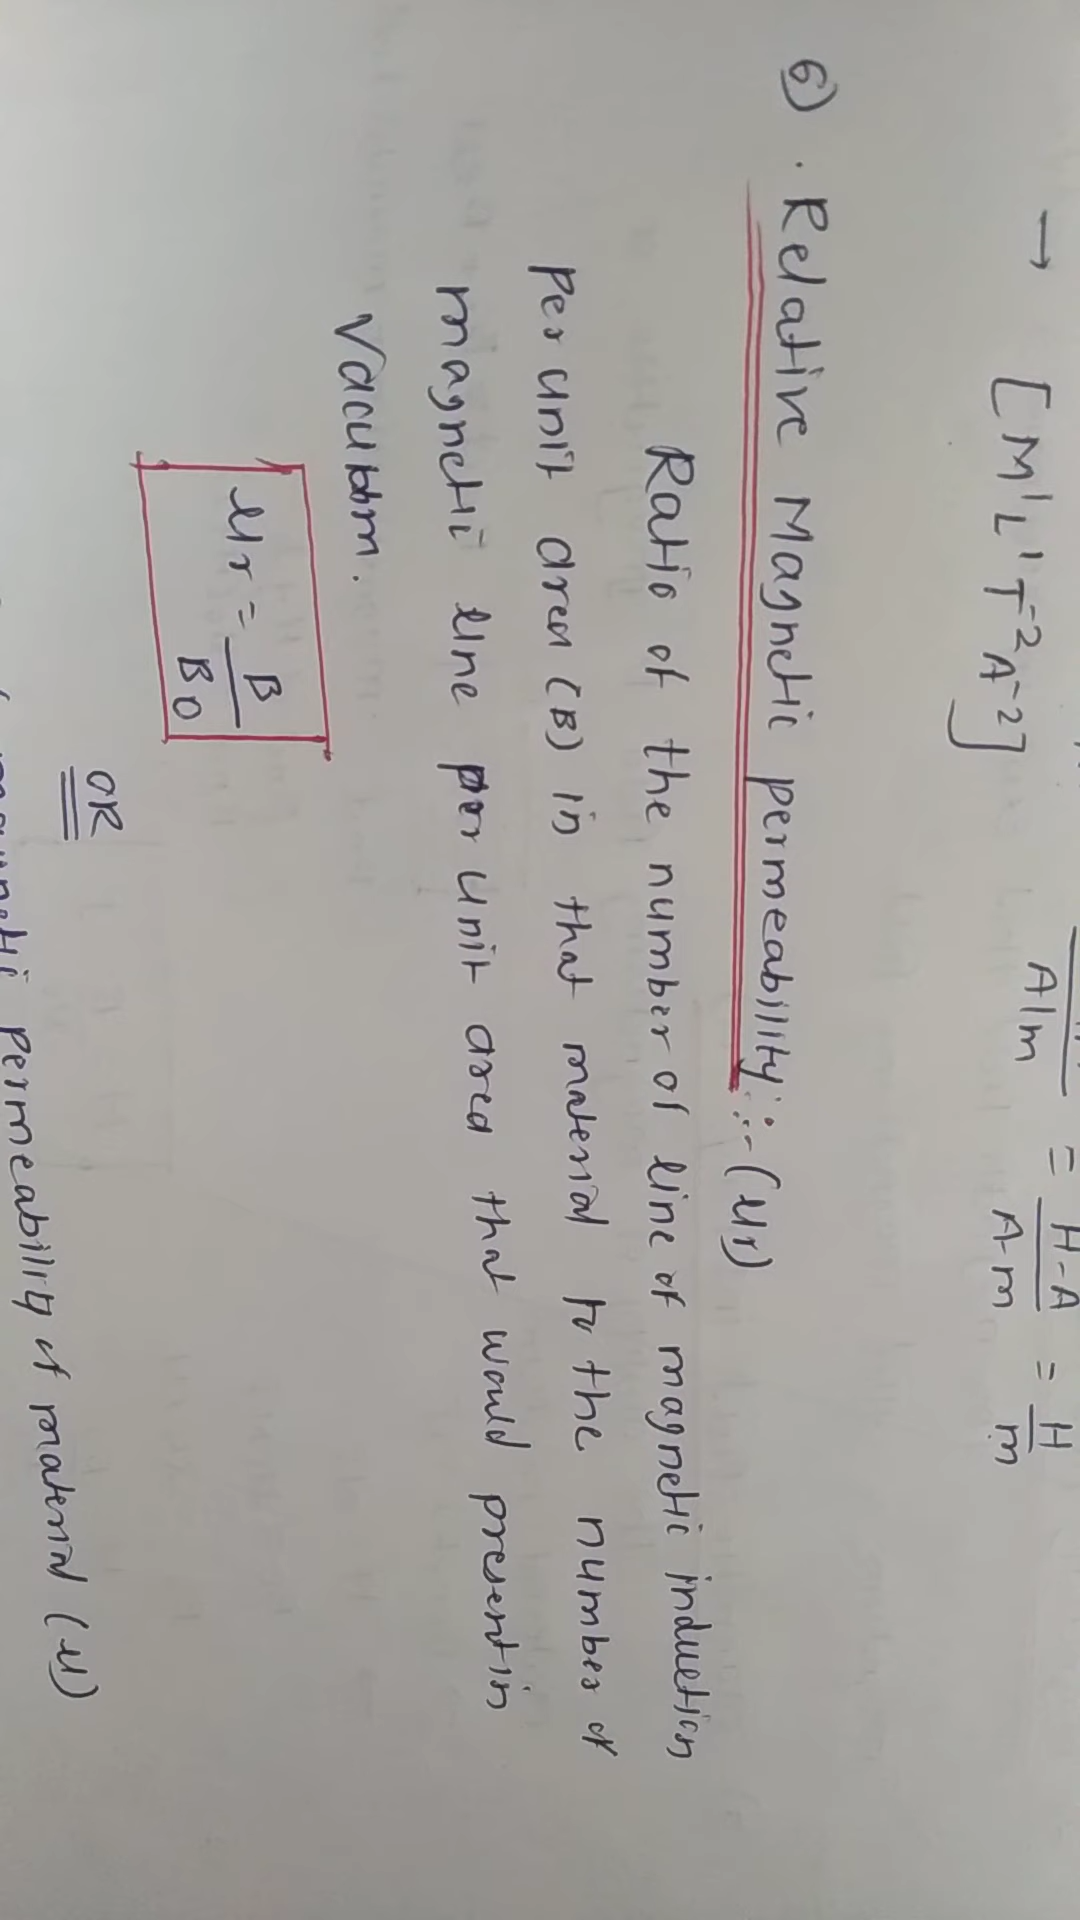 A/m = H-A / A-m = H / m
→ [M¹L¹T⁻²A⁻²]
6) . Relative Magnetic permeability :- (μr)
Ratio of the number of line of magnetic induction
per unit area (B) in that material to the number of
magnetic line per unit area that would present in
Vacuum.
μr = B / B0
OR
permeability of material (μ)